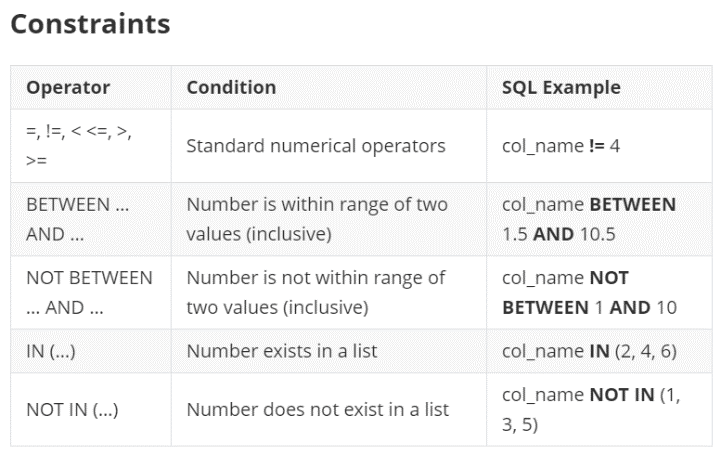 Constraints
Operator Condition SQL Example
=, !=, < <=, >,
>=
Standard numerical operators
col_name != 4
BETWEEN …
AND …
Number is within range of two
values (inclusive)
col_name BETWEEN
1.5 AND 10.5
NOT BETWEEN
… AND …
Number is not within range of
two values (inclusive)
col_name NOT
BETWEEN 1 AND 10
IN (…)
Number exists in a list
col_name IN (2, 4, 6)
NOT IN (…)
Number does not exist in a list
col_name NOT IN (1,
3, 5)